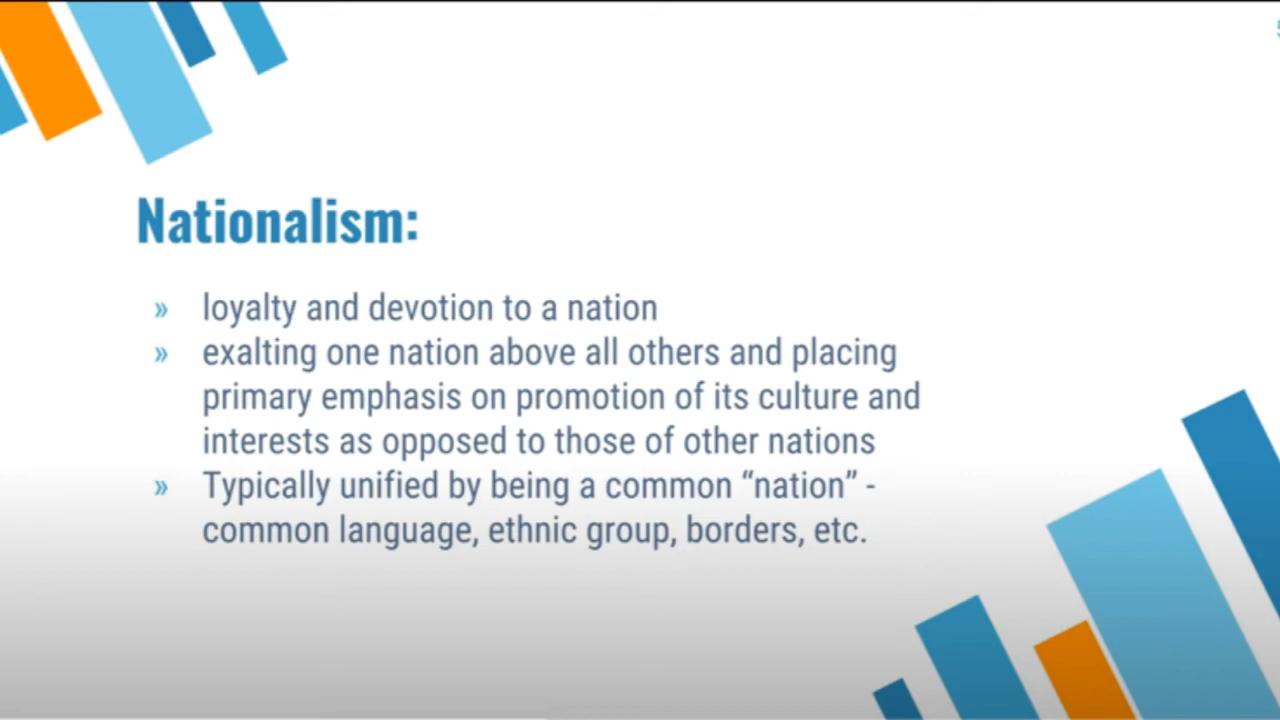 Nationalism:
» loyalty and devotion to a nation
» exalting one nation above all others and placing
primary emphasis on promotion of its culture and
interests as opposed to those of other nations
» Typically unified by being a common “nation” -
common language, ethnic group, borders, etc.